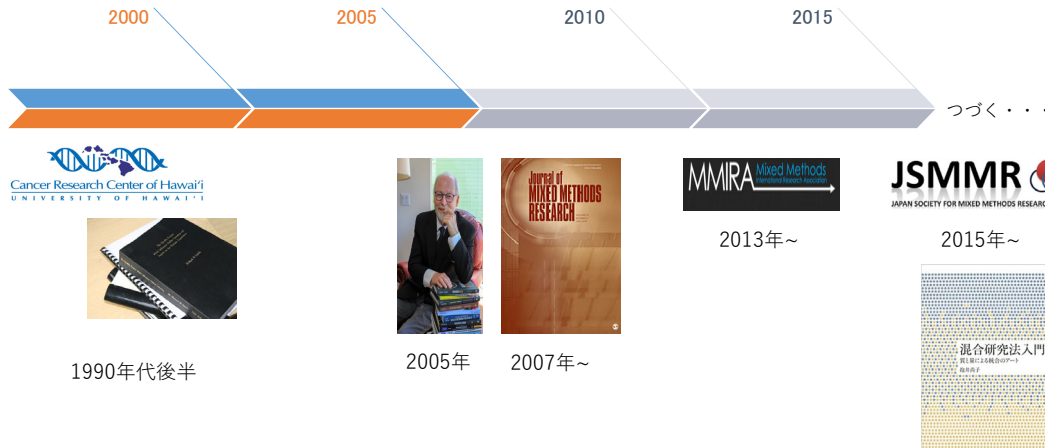 2000
2005
2010
2015
つづく・・・
Cancer Research Center of Hawaiʻi
UNIVERSITY OF HAWAIʻI
Journal of
MIXED METHODS
RESEARCH
MMIRA Mixed Methods
International Research Association
JSMMR
JAPAN SOCIETY FOR MIXED METHODS RESEARC
1990年代後半
2005年
2007年~
2013年~
2015年~
混合研究法入門
質と量による統合のアート
抱井尚子